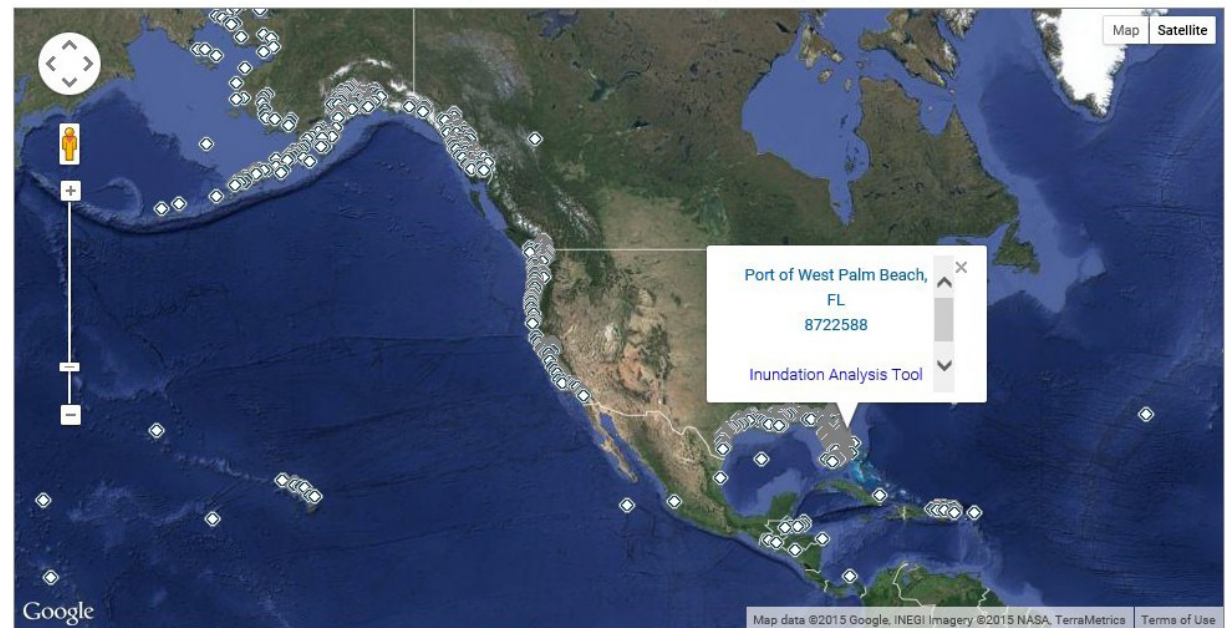 Map Satellite
Port of West Palm Beach,
FL
8722588
Inundation Analysis Tool
Google
Map data ©2015 Google, INEGI Imagery ©2015 NASA, TerraMetrics Terms of Use